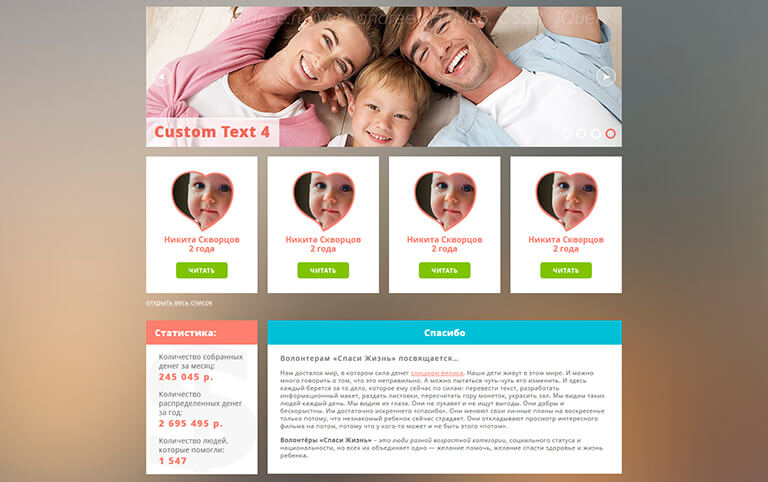 HTML5, CSS3, JQuery
Custom Text 4
Никита Скворцов
2 года
ЧИТАТЬ
Никита Скворцов
2 года
ЧИТАТЬ
Никита Скворцов
2 года
ЧИТАТЬ
Никита Скворцов
2 года
ЧИТАТЬ
открыть весь список
Статистика:
Количество собранных
денег за месяц:
245 045 р.
Количество
распределенных денег
за год:
2 695 495 р.
Количество людей,
которые помогли:
1 547
Спасибо
Волонтерам «Спаси Жизнь» посвящается…
Нам достался мир, в котором сила денег слишком велика. Наши дети живут в этом мире. И можно
много говорить о том, что это неправильно. А можно пытаться чуть-чуть его изменить. И здесь
каждый берется за то дело, которое ему сейчас по силам: перевести текст, разработать
информационный макет, раздать листовки, пересчитать гору монеток, украсить зал. Мы видим таких
людей каждый день. Мы видим их глаза. Они не лукавят и не ищут выгоды. Они добры и
бескорыстны. Им достаточно искреннего «спасибо». Они меняют свои личные планы на воскресенье
только потому, что незнакомый ребенок сейчас страдает. Они откладывают просмотр интересного
фильма на потом, потому что у кого-то может и не быть этого «потом».
Волонтёры «Спаси Жизнь» – это люди разной возрастной категории, социального статуса и
национальности, но всех их объединяет одно — желание помочь, желание спасти здоровье и жизнь
ребенка.